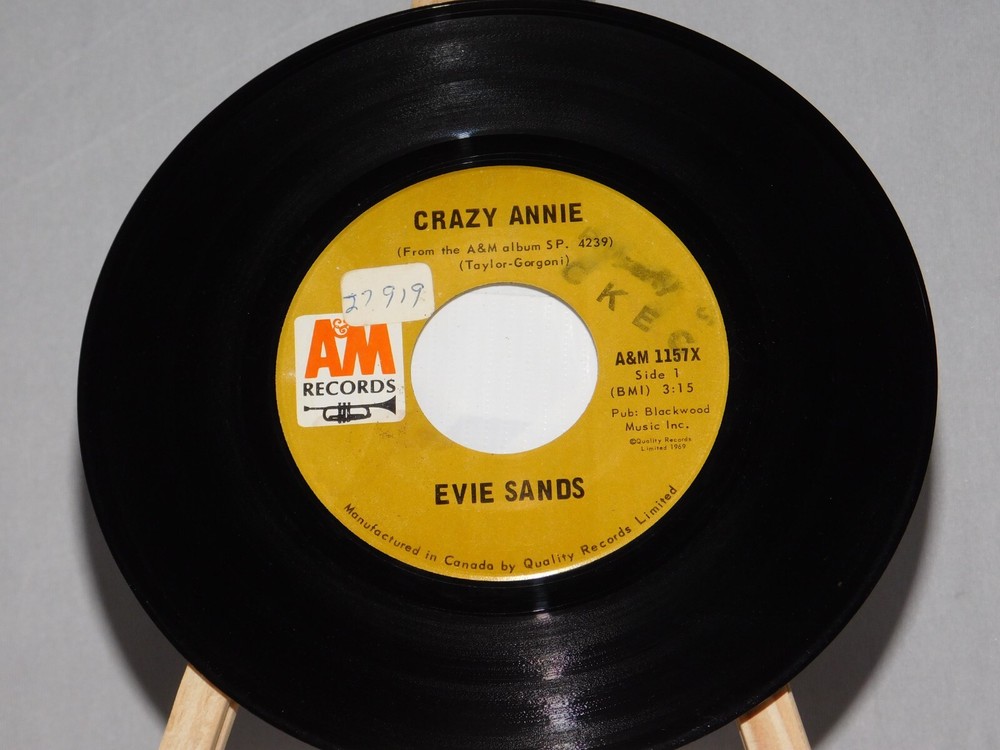 CRAZY ANNIE
(From the A&M album SP. 4239)
(Taylor-Gorgoni)
27919
A&M
RECORDS
CKEC
A&M 1157X
Side 1
(BMI) 3:15
Pub: Blackwood
Music Inc.
©Quality Records
Limited 1969
EVIE SANDS
Manufactured in Canada by Quality Records Limited